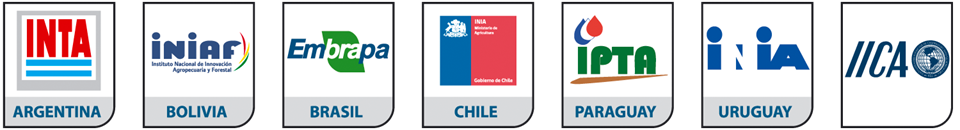 INTA
ARGENTINA
iNiAF
Instituto Nacional de Innovación
Agropecuaria y Forestal
BOLIVIA
Embrapa
BRASIL
INIA
Ministerio de
Agricultura
Gobierno de Chile
CHILE
IPTA
PARAGUAY
iNiA
URUGUAY
IICA